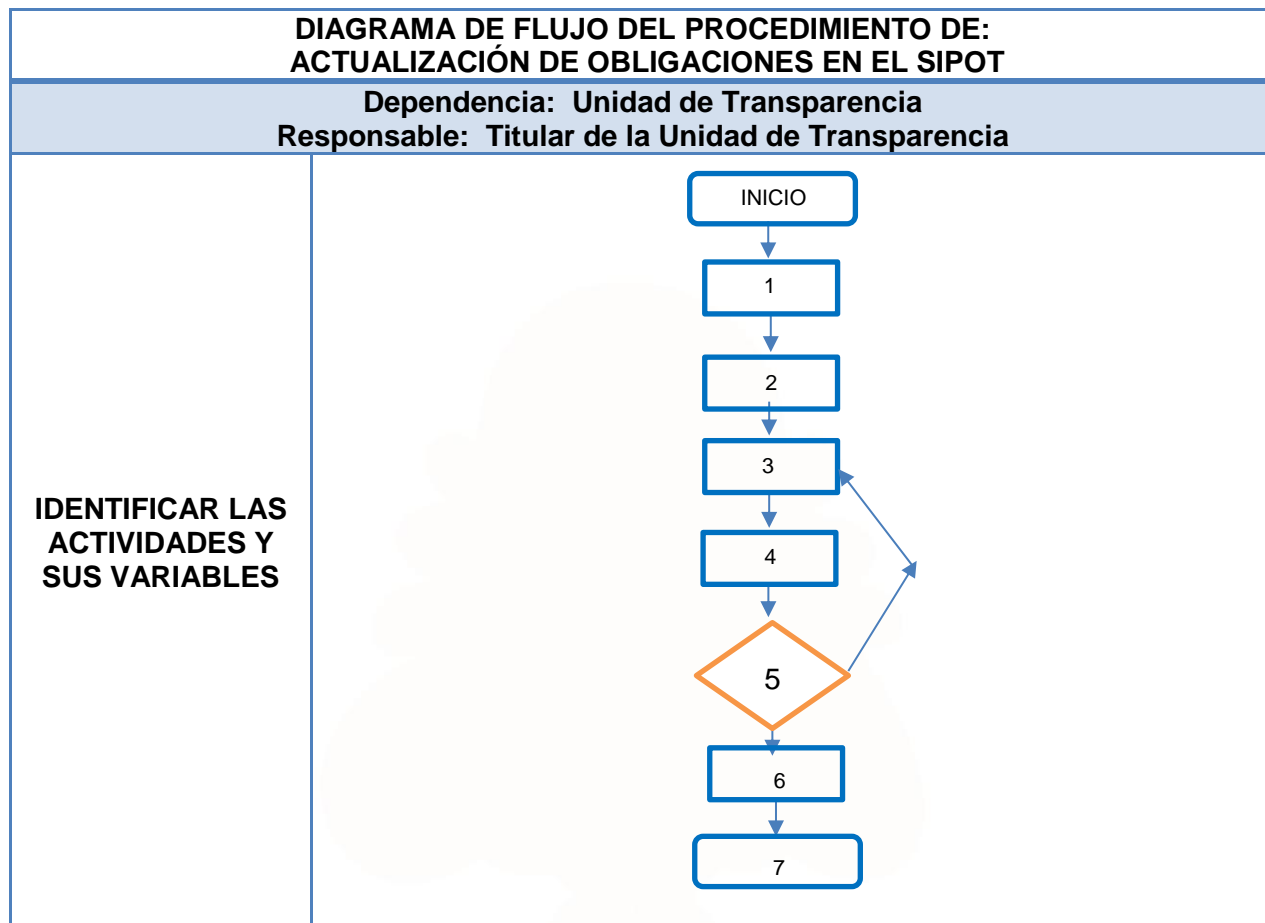 DIAGRAMA DE FLUJO DEL PROCEDIMIENTO DE:
ACTUALIZACIÓN DE OBLIGACIONES EN EL SIPOT
Dependencia: Unidad de Transparencia
Responsable: Titular de la Unidad de Transparencia
IDENTIFICAR LAS
ACTIVIDADES Y
SUS VARIABLES
INICIO
1
2
3
4
5
6
7